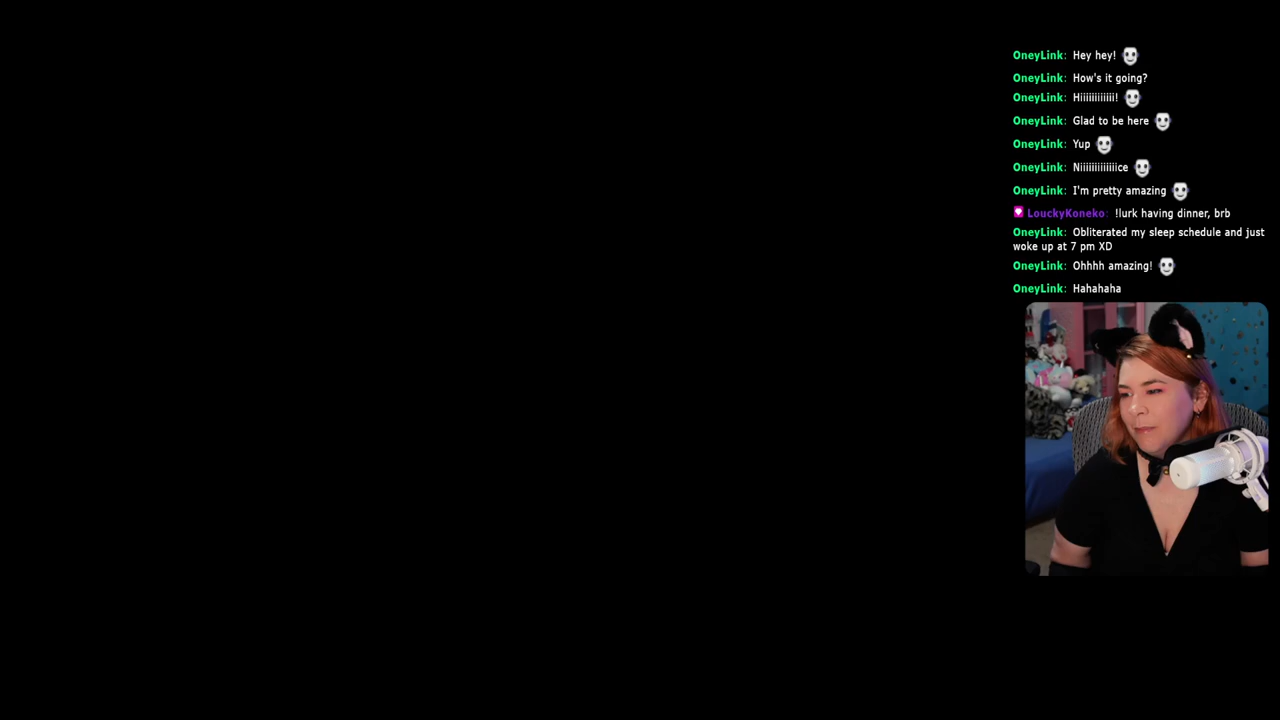 OneyLink: Hey hey!
OneyLink: How's it going?
OneyLink: Hiiiiiiiiiiii!
OneyLink: Glad to be here
OneyLink: Yup
OneyLink: Niiiiiiiiiiiiice
OneyLink: I'm pretty amazing
LouckyKoneko: !lurk having dinner, brb
OneyLink: Obliterated my sleep schedule and just
woke up at 7 pm XD
OneyLink: Ohhhh amazing!
OneyLink: Hahahaha